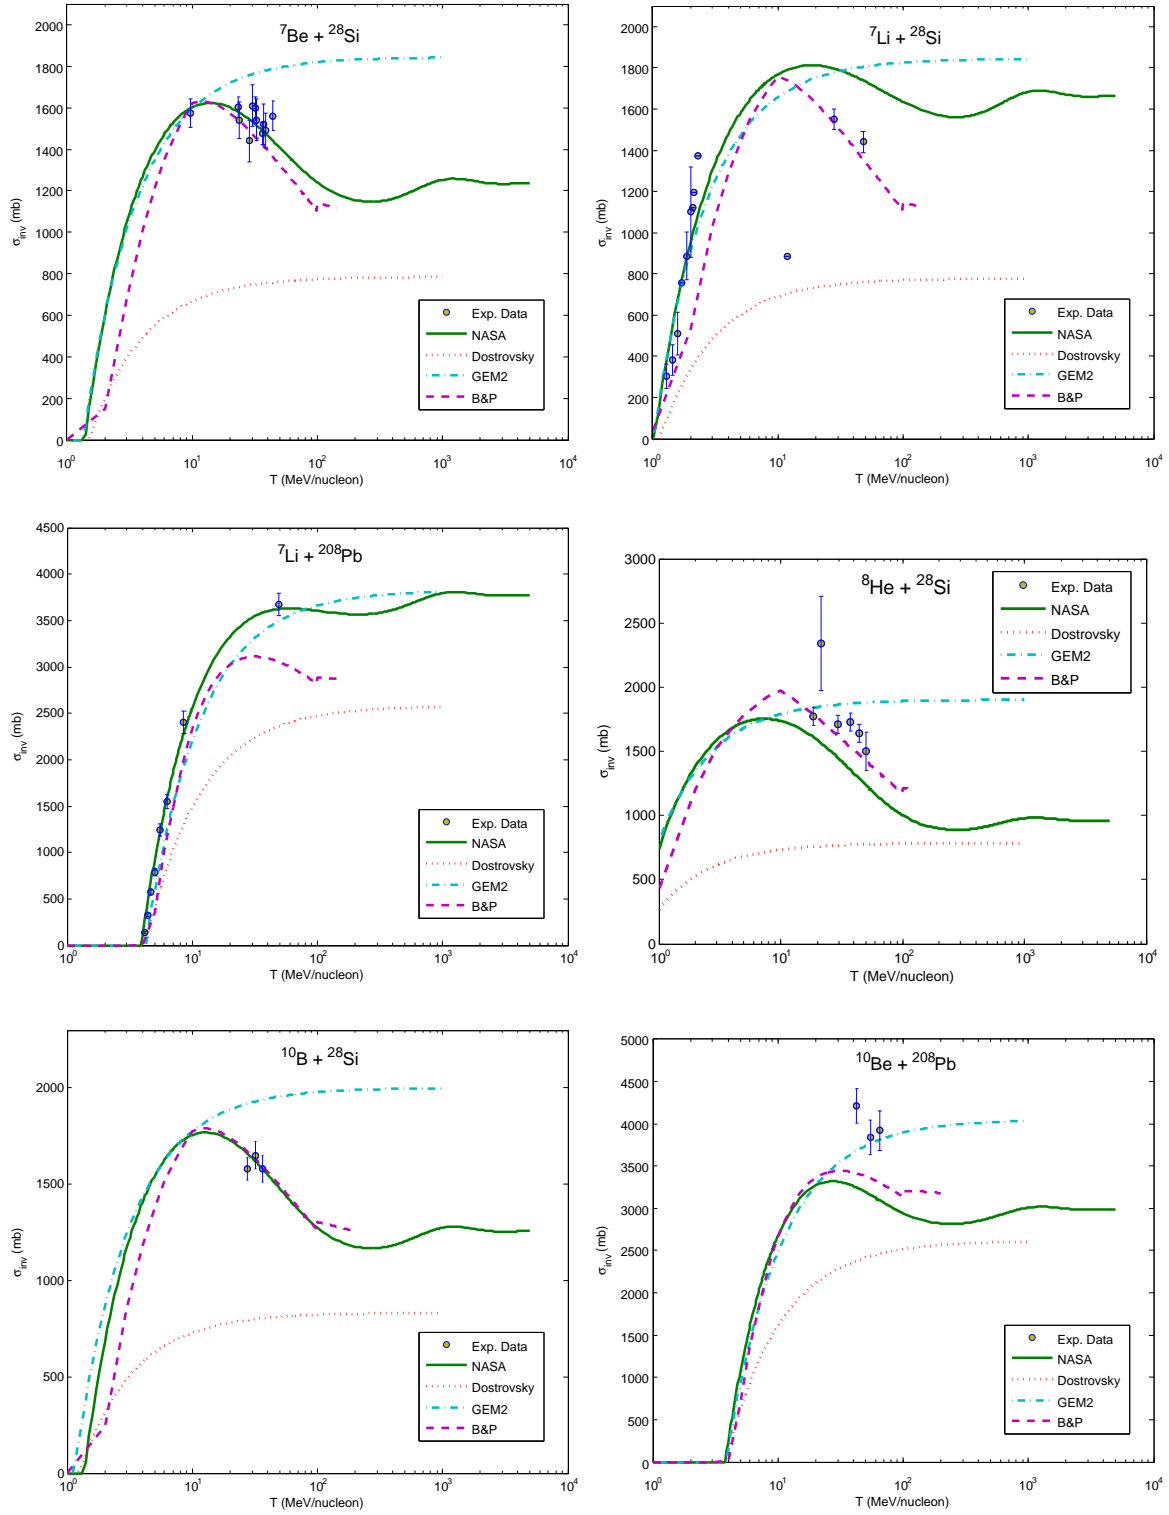 ⁷Be + ²⁸Si
σinv (mb)
2000
1800
1600
1400
1200
1000
800
600
400
200
0
Exp. Data
NASA
Dostrovsky
GEM2
B&P
10⁰ 10¹ 10² 10³ 10⁴
T (MeV/nucleon)
⁷Li + ²⁸Si
σinv (mb)
2000
1800
1600
1400
1200
1000
800
600
400
200
0
Exp. Data
NASA
Dostrovsky
GEM2
B&P
10⁰ 10¹ 10² 10³ 10⁴
T (MeV/nucleon)
⁷Li + ²⁰⁸Pb
σinv (mb)
4500
4000
3500
3000
2500
2000
1500
1000
500
0
Exp. Data
NASA
Dostrovsky
GEM2
B&P
10⁰ 10¹ 10² 10³ 10⁴
T (MeV/nucleon)
⁸He + ²⁸Si
σinv (mb)
3000
2500
2000
1500
1000
500
0
Exp. Data
NASA
Dostrovsky
GEM2
B&P
10⁰ 10¹ 10² 10³ 10⁴
T (MeV/nucleon)
¹⁰B + ²⁸Si
σinv (mb)
2000
1500
1000
500
0
Exp. Data
NASA
Dostrovsky
GEM2
B&P
10⁰ 10¹ 10² 10³ 10⁴
T (MeV/nucleon)
¹⁰Be + ²⁰⁸Pb
σinv (mb)
5000
4500
4000
3500
3000
2500
2000
1500
1000
500
0
Exp. Data
NASA
Dostrovsky
GEM2
B&P
10⁰ 10¹ 10² 10³ 10⁴
T (MeV/nucleon)